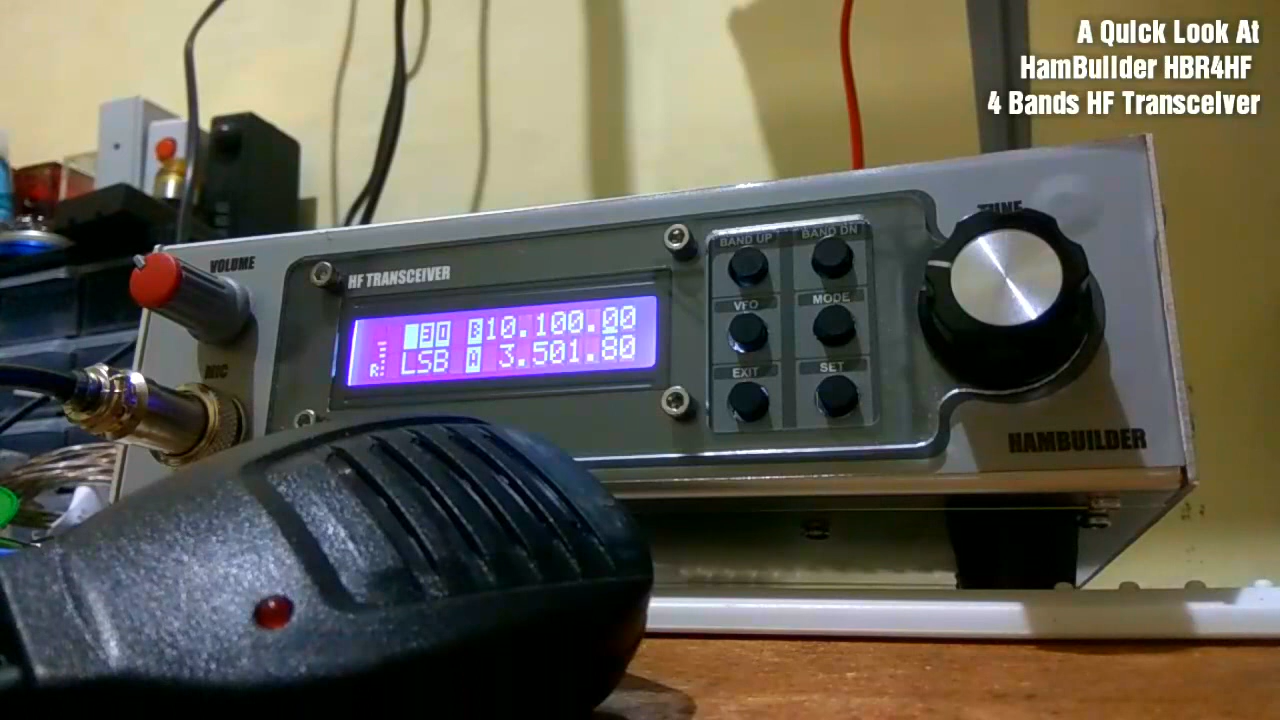 A Quick Look At
HamBuilder HBR4HF
4 Bands HF Transceiver
TUNE
VOLUME
HF TRANSCEIVER
BAND UP
BAND DN
VFO
MODE
EXIT
SET
MIC
30 B10.100.00
R: LSB A 3.501.80
HAMBUILDER